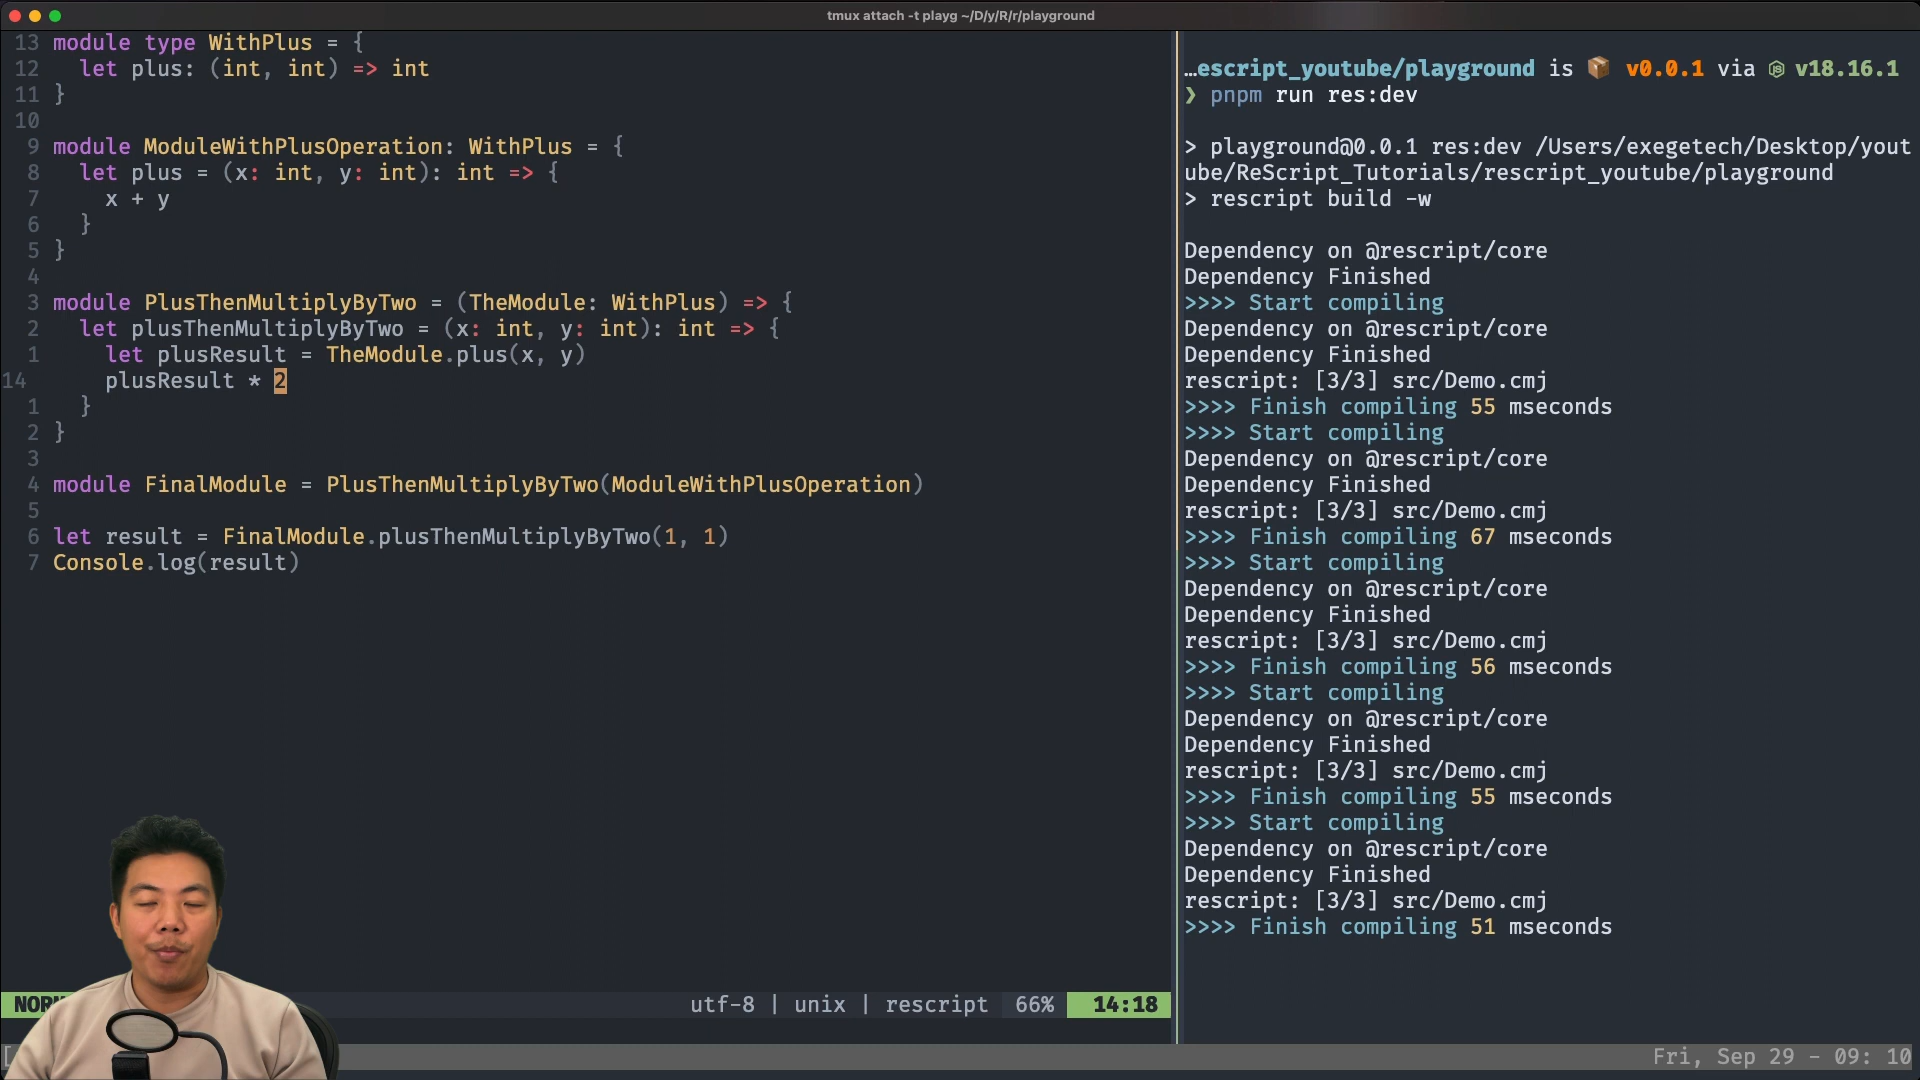 tmux attach -t playg ~/D/y/R/r/playground
13 module type WithPlus = {
12   let plus: (int, int) => int
11 }
10
9 module ModuleWithPlusOperation: WithPlus = {
8   let plus = (x: int, y: int): int => {
7     x + y
6   }
5 }
4
3 module PlusThenMultiplyByTwo = (TheModule: WithPlus) => {
2   let plusThenMultiplyByTwo = (x: int, y: int): int => {
1     let plusResult = TheModule.plus(x, y)
14     plusResult * 2
1   }
2 }
3
4 module FinalModule = PlusThenMultiplyByTwo(ModuleWithPlusOperation)
5
6 let result = FinalModule.plusThenMultiplyByTwo(1, 1)
7 Console.log(result)
utf-8 | unix | rescript 66% 14:18
…escript_youtube/playground is 📦 v0.0.1 via v18.16.1
❯ pnpm run res:dev
> playground@0.0.1 res:dev /Users/exegetech/Desktop/yout
ube/ReScript_Tutorials/rescript_youtube/playground
> rescript build -w
Dependency on @rescript/core
Dependency Finished
>>>> Start compiling
Dependency on @rescript/core
Dependency Finished
rescript: [3/3] src/Demo.cmj
>>>> Finish compiling 55 mseconds
>>>> Start compiling
Dependency on @rescript/core
Dependency Finished
rescript: [3/3] src/Demo.cmj
>>>> Finish compiling 67 mseconds
>>>> Start compiling
Dependency on @rescript/core
Dependency Finished
rescript: [3/3] src/Demo.cmj
>>>> Finish compiling 56 mseconds
>>>> Start compiling
Dependency on @rescript/core
Dependency Finished
rescript: [3/3] src/Demo.cmj
>>>> Finish compiling 55 mseconds
>>>> Start compiling
Dependency on @rescript/core
Dependency Finished
rescript: [3/3] src/Demo.cmj
>>>> Finish compiling 51 mseconds
Fri, Sep 29 - 09: 10